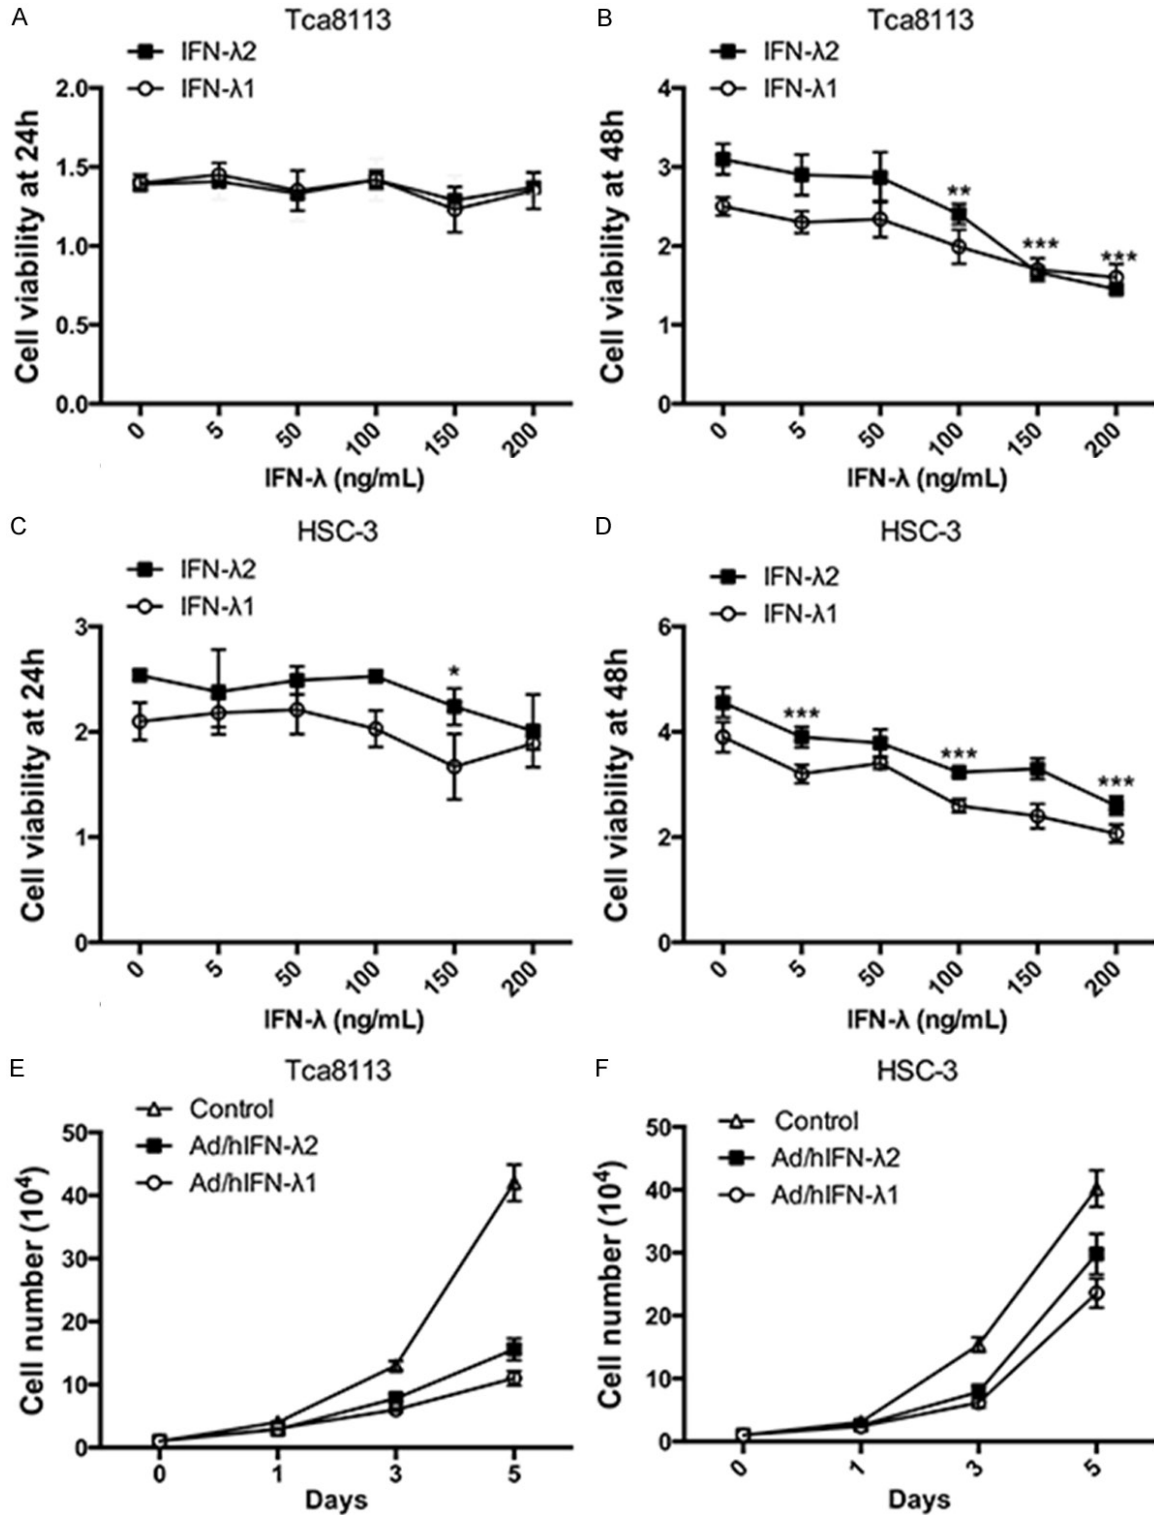 A
Tca8113
IFN-λ2
IFN-λ1
Cell viability at 24h
2.0
1.5
1.0
0.5
0.0
0 5 50 100 150 200
IFN-λ (ng/mL)
B
Tca8113
IFN-λ2
IFN-λ1
Cell viability at 48h
4
3
2
1
0
** *** ***
0 5 50 100 150 200
IFN-λ (ng/mL)
C
HSC-3
IFN-λ2
IFN-λ1
Cell viability at 24h
3
2
1
0
*
0 5 50 100 150 200
IFN-λ (ng/mL)
D
HSC-3
IFN-λ2
IFN-λ1
Cell viability at 48h
6
4
2
0
*** *** ***
0 5 50 100 150 200
IFN-λ (ng/mL)
E
Tca8113
Control
Ad/hIFN-λ2
Ad/hIFN-λ1
Cell number (10⁴)
50
40
30
20
10
0
0 1 3 5
Days
F
HSC-3
Control
Ad/hIFN-λ2
Ad/hIFN-λ1
Cell number (10⁴)
50
40
30
20
10
0
0 1 3 5
Days